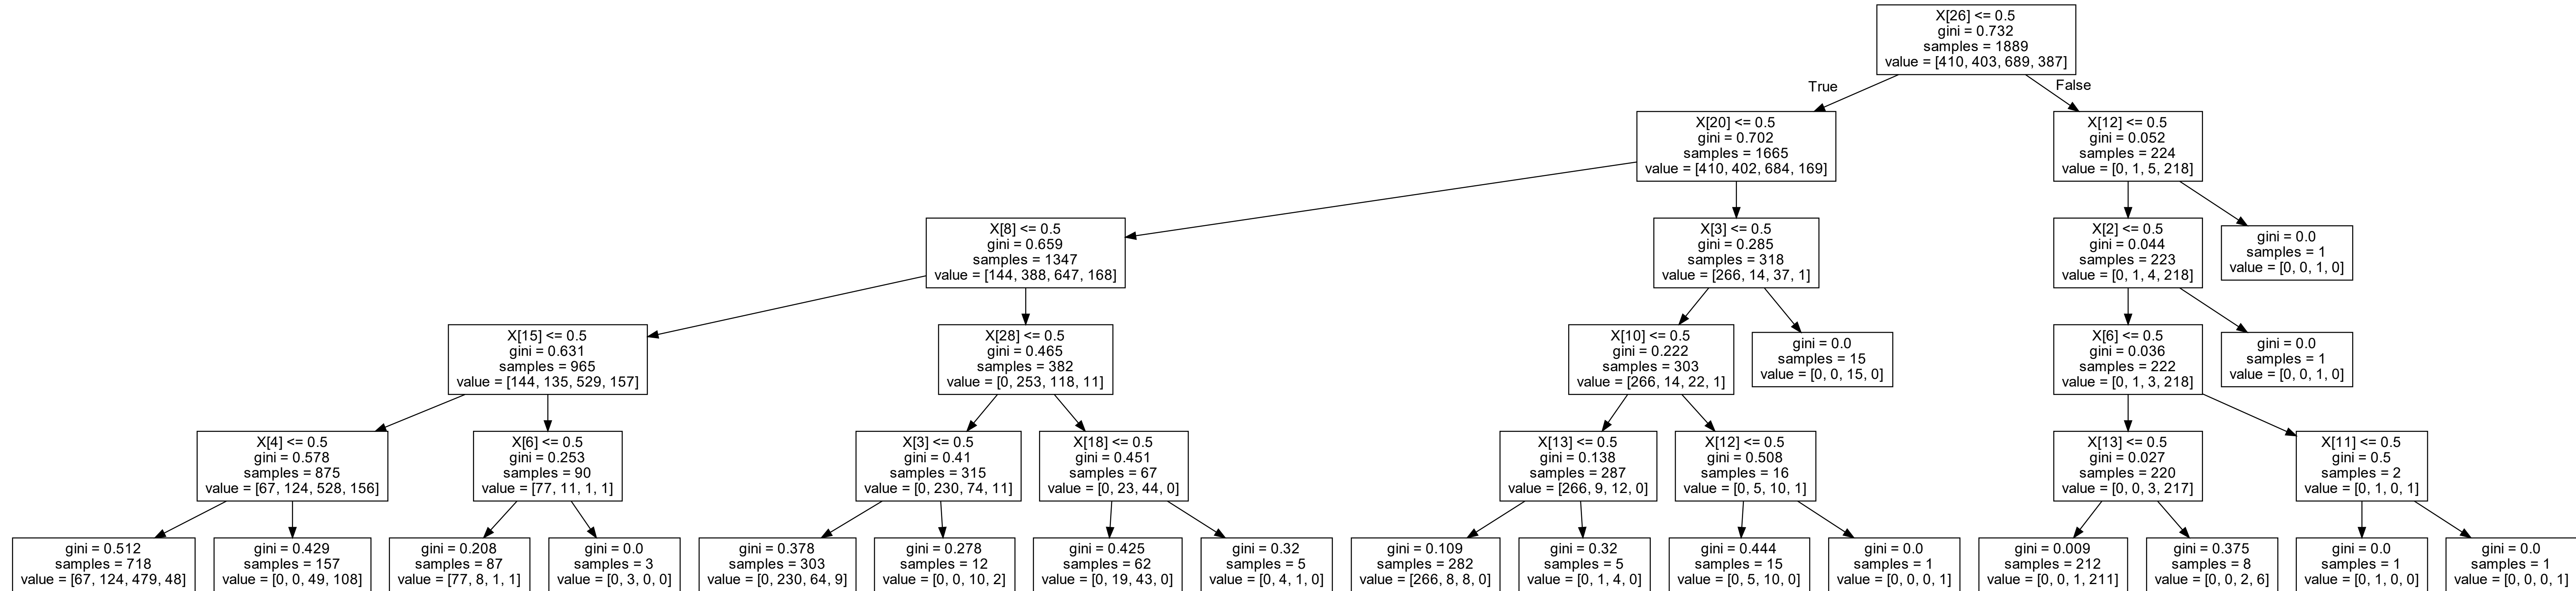 X[26] <= 0.5
gini = 0.732
samples = 1889
value = [410, 403, 689, 387]
True
False
X[20] <= 0.5
gini = 0.702
samples = 1665
value = [410, 402, 684, 169]
X[12] <= 0.5
gini = 0.052
samples = 224
value = [0, 1, 5, 218]
X[8] <= 0.5
gini = 0.659
samples = 1347
value = [144, 388, 647, 168]
X[3] <= 0.5
gini = 0.285
samples = 318
value = [266, 14, 37, 1]
X[2] <= 0.5
gini = 0.044
samples = 223
value = [0, 1, 4, 218]
gini = 0.0
samples = 1
value = [0, 0, 1, 0]
X[15] <= 0.5
gini = 0.631
samples = 965
value = [144, 135, 529, 157]
X[28] <= 0.5
gini = 0.465
samples = 382
value = [0, 253, 118, 11]
X[10] <= 0.5
gini = 0.222
samples = 303
value = [266, 14, 22, 1]
gini = 0.0
samples = 15
value = [0, 0, 15, 0]
X[6] <= 0.5
gini = 0.036
samples = 222
value = [0, 1, 3, 218]
gini = 0.0
samples = 1
value = [0, 0, 1, 0]
X[4] <= 0.5
gini = 0.578
samples = 875
value = [67, 124, 528, 156]
X[6] <= 0.5
gini = 0.253
samples = 90
value = [77, 11, 1, 1]
X[3] <= 0.5
gini = 0.41
samples = 315
value = [0, 230, 74, 11]
X[18] <= 0.5
gini = 0.451
samples = 67
value = [0, 23, 44, 0]
X[13] <= 0.5
gini = 0.138
samples = 287
value = [266, 9, 12, 0]
X[12] <= 0.5
gini = 0.508
samples = 16
value = [0, 5, 10, 1]
X[13] <= 0.5
gini = 0.027
samples = 220
value = [0, 0, 3, 217]
X[11] <= 0.5
gini = 0.5
samples = 2
value = [0, 1, 0, 1]
gini = 0.512
samples = 718
value = [67, 124, 479, 48]
gini = 0.429
samples = 157
value = [0, 0, 49, 108]
gini = 0.208
samples = 87
value = [77, 8, 1, 1]
gini = 0.0
samples = 3
value = [0, 3, 0, 0]
gini = 0.378
samples = 303
value = [0, 230, 64, 9]
gini = 0.278
samples = 12
value = [0, 0, 10, 2]
gini = 0.425
samples = 62
value = [0, 19, 43, 0]
gini = 0.32
samples = 5
value = [0, 4, 1, 0]
gini = 0.109
samples = 282
value = [266, 8, 8, 0]
gini = 0.32
samples = 5
value = [0, 1, 4, 0]
gini = 0.444
samples = 15
value = [0, 5, 10, 0]
gini = 0.0
samples = 1
value = [0, 0, 0, 1]
gini = 0.009
samples = 212
value = [0, 0, 1, 211]
gini = 0.375
samples = 8
value = [0, 0, 2, 6]
gini = 0.0
samples = 1
value = [0, 1, 0, 0]
gini = 0.0
samples = 1
value = [0, 0, 0, 1]